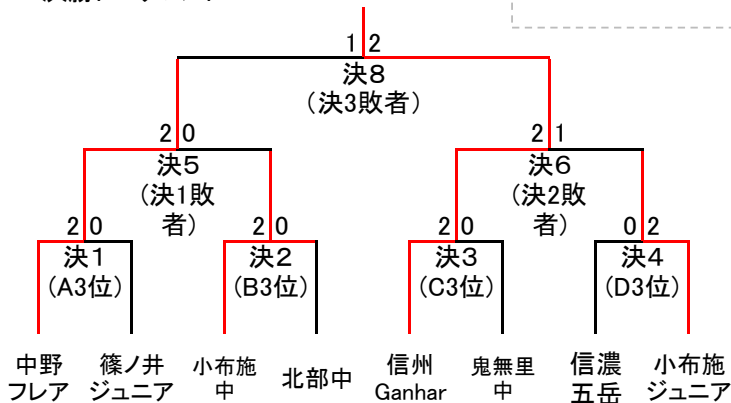 1 2
決8
(決3敗者)
2 0
2 1
決5
(決1敗
者)
決6
(決2敗
者)
2 0
2 0
2 0
0 2
決1
(A3位)
決2
(B3位)
決3
(C3位)
決4
(D3位)
中野
フレア
篠ノ井
ジュニア
小布施
中
北部中
信州
Ganhar
鬼無里
中
信濃
五岳
小布施
ジュニア